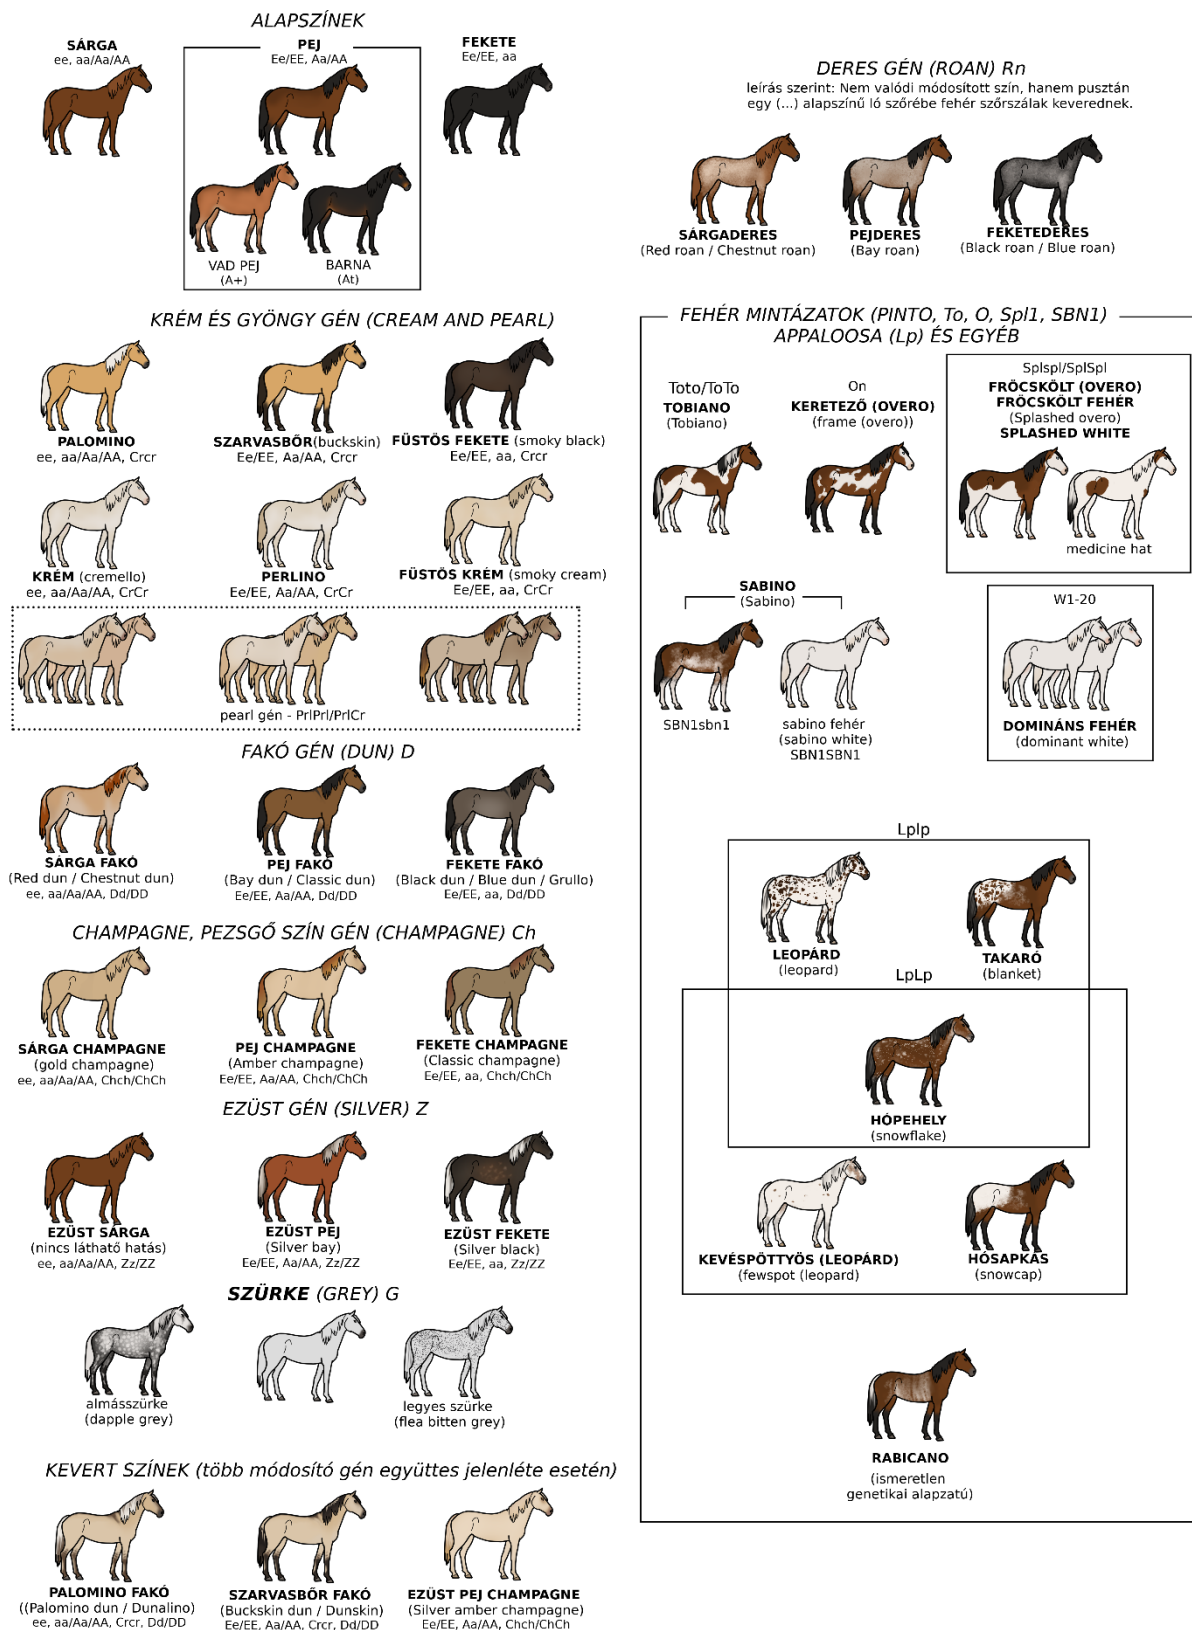 ALAPSZÍNEK
SÁRGA
ee, aa/Aa/AA
PEJ
Ee/EE, Aa/AA
FEKETE
Ee/EE, aa
VAD PEJ
(A+)
BARNA
(At)
DERES GÉN (ROAN) Rn
leírás szerint: Nem valódi módosított szín, hanem pusztán
egy (...) alapszínű ló szőrébe fehér szőrszálak keverednek.
SÁRGADERES
(Red roan / Chestnut roan)
PEJDERES
(Bay roan)
FEKETEDERES
(Black roan / Blue roan)
KRÉM ÉS GYÖNGY GÉN (CREAM AND PEARL)
PALOMINO
ee, aa/Aa/AA, Crcr
SZARVASBŐR(buckskin)
Ee/EE, Aa/AA, Crcr
FÜSTÖS FEKETE (smoky black)
Ee/EE, aa, Crcr
KRÉM (cremello)
ee, aa/Aa/AA, CrCr
PERLINO
Ee/EE, Aa/AA, CrCr
FÜSTÖS KRÉM (smoky cream)
Ee/EE, aa, CrCr
pearl gén - PrlPrl/PrlCr
FAKÓ GÉN (DUN) D
SÁRGA FAKÓ
(Red dun / Chestnut dun)
ee, aa/Aa/AA, Dd/DD
PEJ FAKÓ
(Bay dun / Classic dun)
Ee/EE, Aa/AA, Dd/DD
FEKETE FAKÓ
(Black dun / Blue dun / Grullo)
Ee/EE, aa, Dd/DD
CHAMPAGNE, PEZSGŐ SZÍN GÉN (CHAMPAGNE) Ch
SÁRGA CHAMPAGNE
(gold champagne)
ee, aa/Aa/AA, Chch/ChCh
PEJ CHAMPAGNE
(Amber champagne)
Ee/EE, Aa/AA, Chch/ChCh
FEKETE CHAMPAGNE
(Classic champagne)
Ee/EE, aa, Chch/ChCh
EZÜST GÉN (SILVER) Z
EZÜST SÁRGA
(nincs látható hatás)
ee, aa/Aa/AA, Zz/ZZ
EZÜST PEJ
(Silver bay)
Ee/EE, Aa/AA, Zz/ZZ
EZÜST FEKETE
(Silver black)
Ee/EE, aa, Zz/ZZ
SZÜRKE (GREY) G
almásszürke
(dapple grey)
legyes szürke
(flea bitten grey)
KEVERT SZÍNEK (több módosító gén együttes jelenléte esetén)
PALOMINO FAKÓ
((Palomino dun / Dunalino)
ee, aa/Aa/AA, Crcr, Dd/DD
SZARVASBŐR FAKÓ
(Buckskin dun / Dunskin)
Ee/EE, Aa/AA, Crcr, Dd/DD
EZÜST PEJ CHAMPAGNE
(Silver amber champagne)
Ee/EE, Aa/AA, Chch/ChCh
FEHÉR MINTÁZATOK (PINTO, To, O, Spl1, SBN1)
APPALOOSA (Lp) ÉS EGYÉB
Toto/ToTo
TOBIANO
(Tobiano)
On
KERETEZŐ (OVERO)
(frame (overo))
Splspl/SplSpl
FRÖCSKÖLT (OVERO)
FRÖCSKÖLT FEHÉR
(Splashed overo)
SPLASHED WHITE
medicine hat
SABINO
(Sabino)
SBN1sbn1
sabino fehér
(sabino white)
SBN1SBN1
W1-20
DOMINÁNS FEHÉR
(dominant white)
Lplp
LEOPÁRD
(leopard)
TAKARÓ
(blanket)
LpLp
HÓPEHELY
(snowflake)
KEVÉSPÖTTYÖS (LEOPÁRD)
(fewspot (leopard)
HÓSAPKÁS
(snowcap)
RABICANO
(ismeretlen
genetikai alapzatú)